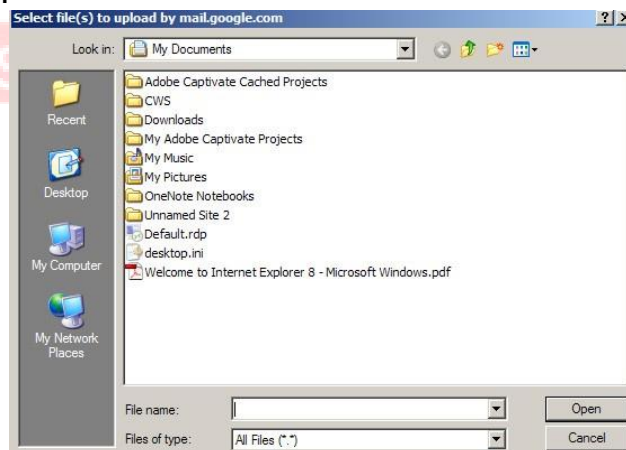 Select file(s) to upload by mail.google.com
Look in: My Documents
Adobe Captivate Cached Projects
CWS
Downloads
My Adobe Captivate Projects
My Music
My Pictures
OneNote Notebooks
Unnamed Site 2
Default.rdp
desktop.ini
Welcome to Internet Explorer 8 - Microsoft Windows.pdf
Recent
Desktop
My Computer
My Network
Places
File name: Open
Files of type: All Files (*.*) Cancel